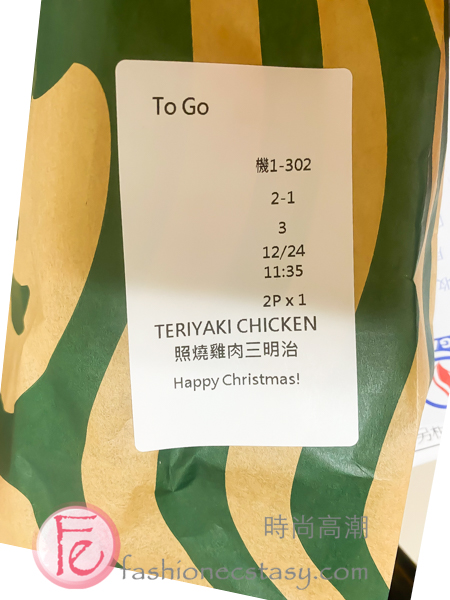 To Go
機1-302
2-1
3
12/24
11:35
2P x 1
TERIYAKI CHICKEN
照燒雞肉三明治
Happy Christmas!
時尚高潮
Fe
fashionecstasy.com